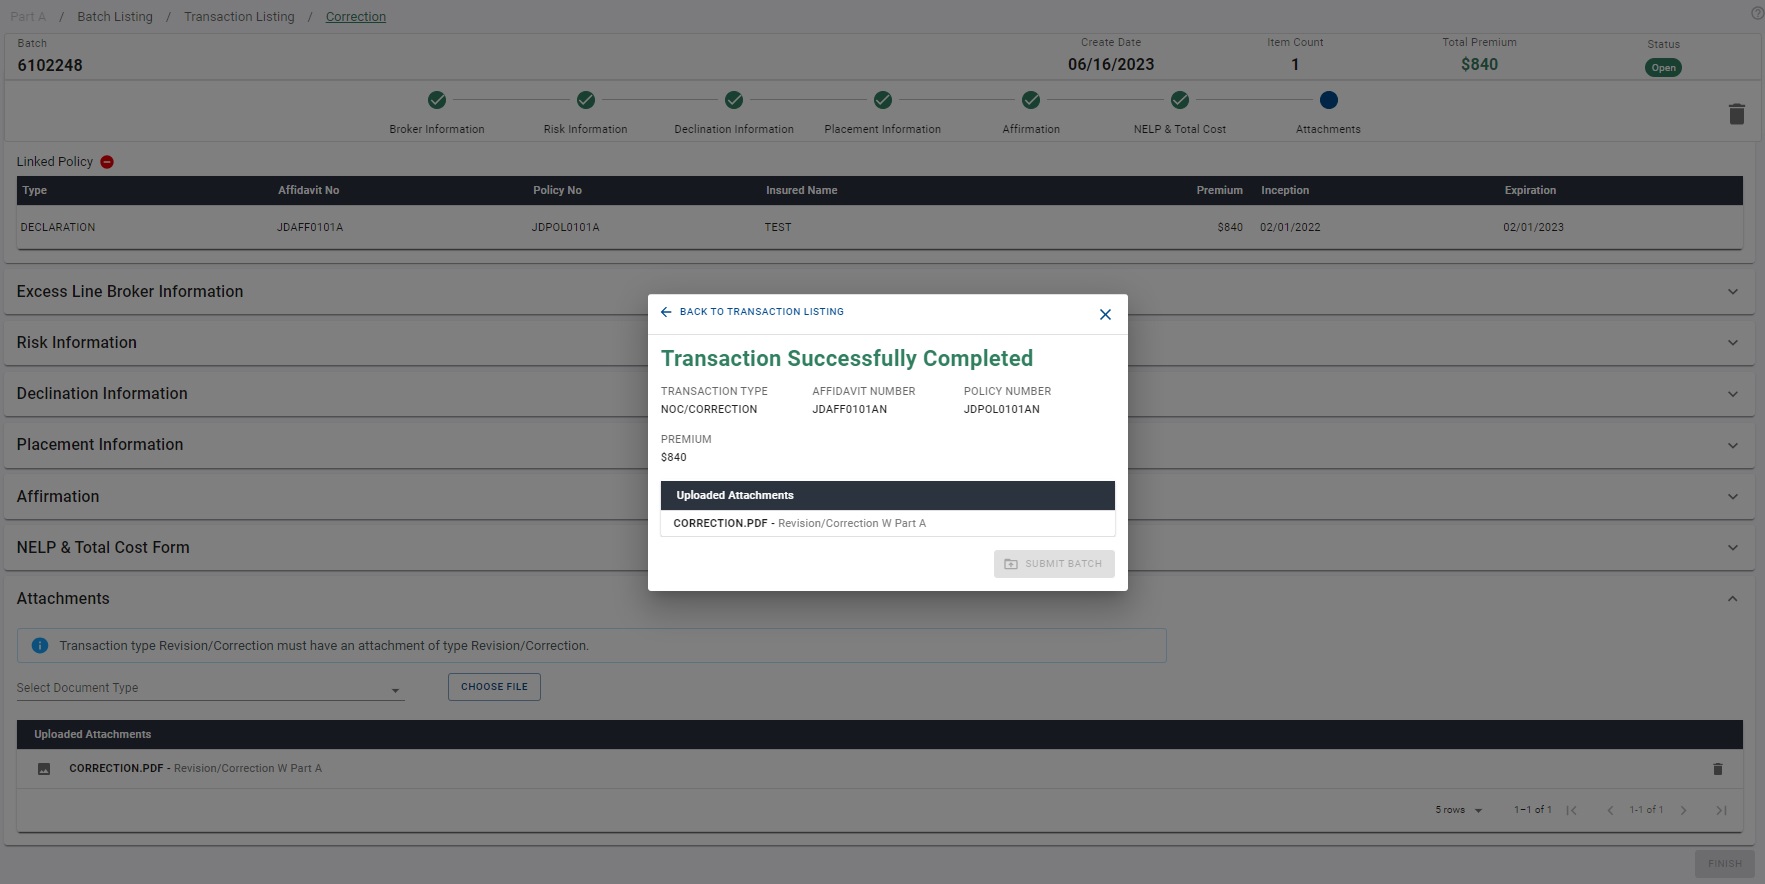 Part A / Batch Listing / Transaction Listing / Correction
Batch
6102248
Create Date
06/16/2023
Item Count
1
Total Premium
$840
Status
Open
Broker Information
Risk Information
Declination Information
Placement Information
Affirmation
NELP & Total Cost
Attachments
Linked Policy
Type Affidavit No Policy No Insured Name Premium Inception Expiration
DECLARATION JDAFF0101A JDPOL0101A TEST $840 02/01/2022 02/01/2023
Excess Line Broker Information
Risk Information
Declination Information
Placement Information
Affirmation
NELP & Total Cost Form
BACK TO TRANSACTION LISTING
Transaction Successfully Completed
TRANSACTION TYPE AFFIDAVIT NUMBER POLICY NUMBER
NOC/CORRECTION JDAFF0101AN JDPOL0101AN
PREMIUM
$840
Uploaded Attachments
CORRECTION.PDF - Revision/Correction W Part A
SUBMIT BATCH
Attachments
Transaction type Revision/Correction must have an attachment of type Revision/Correction.
Select Document Type
CHOOSE FILE
Uploaded Attachments
CORRECTION.PDF - Revision/Correction W Part A
5 rows 1–1 of 1 1-1 of 1
FINISH